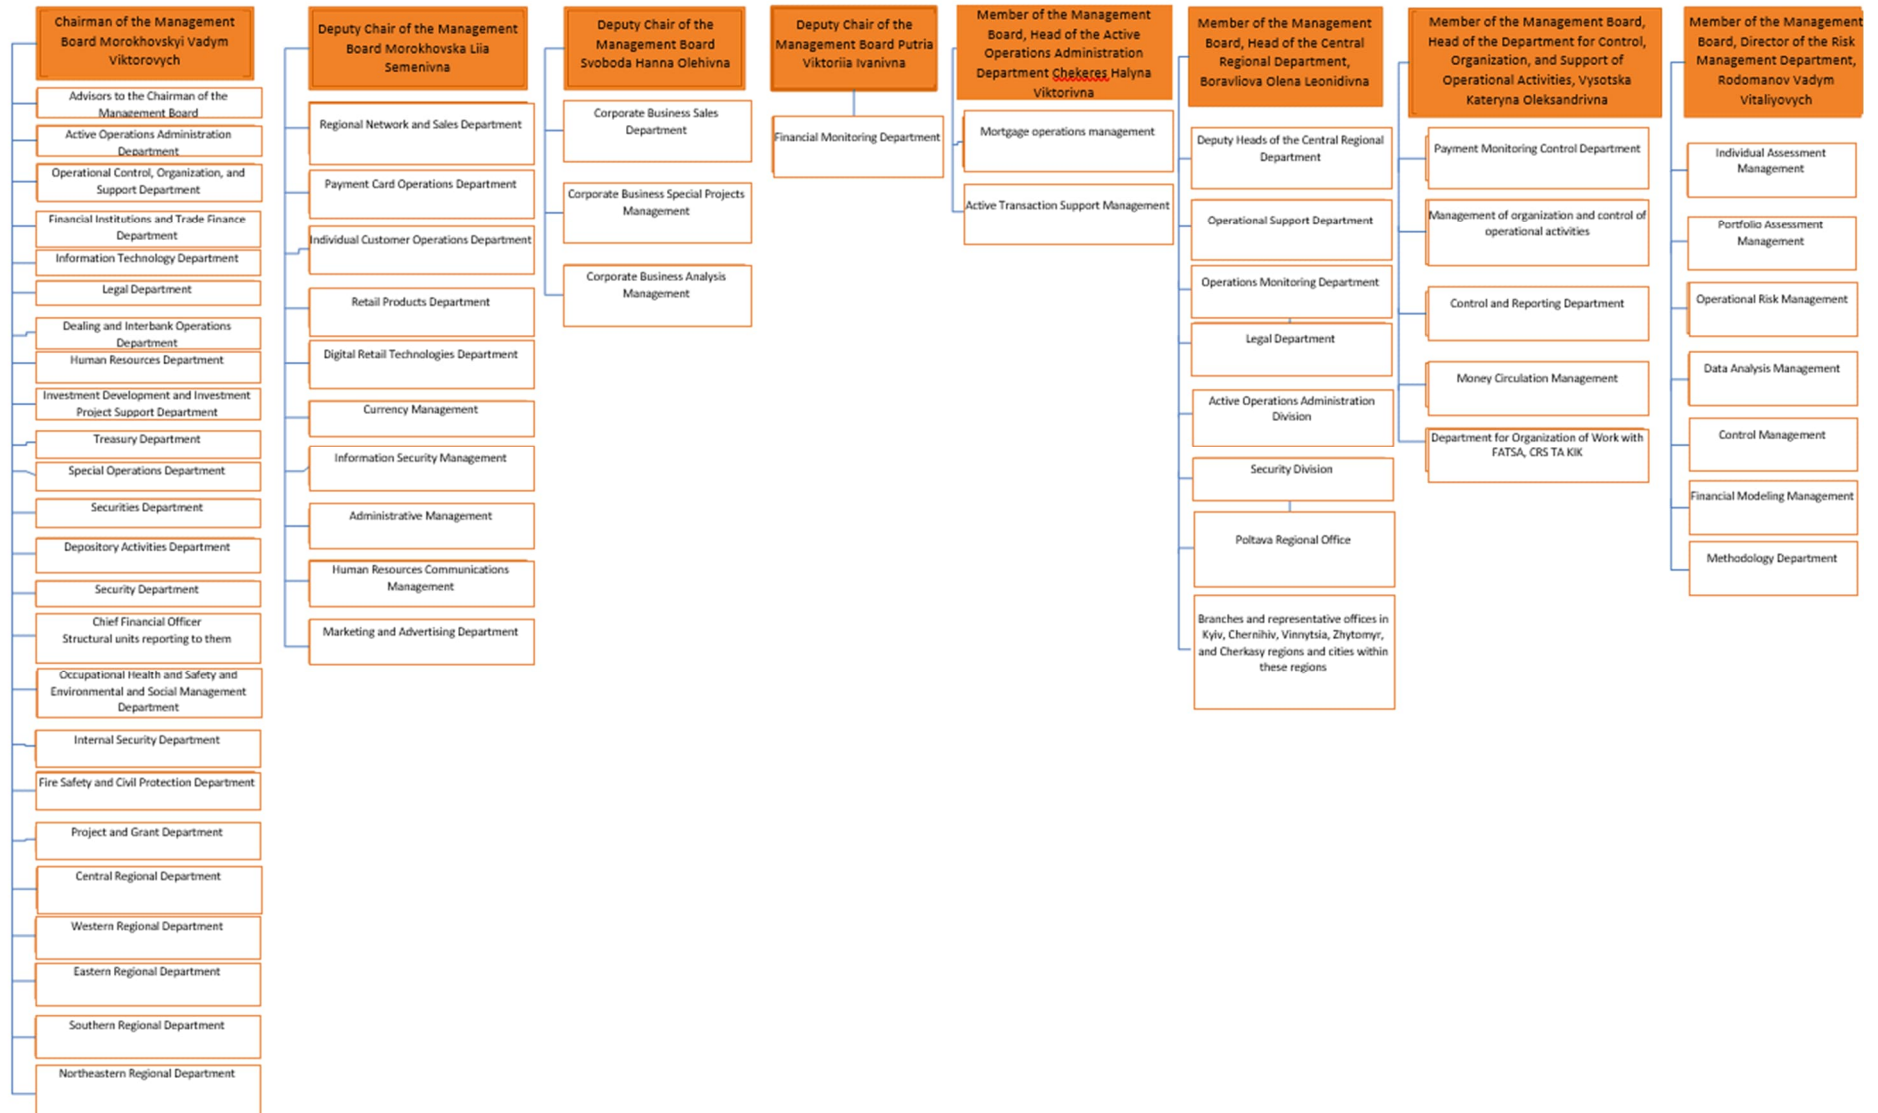 Chairman of the Management
Board Morokhovskyi Vadym
Viktorovych
Advisors to the Chairman of the
Management Board
Active Operations Administration
Department
Operational Control, Organization, and
Support Department
Financial Institutions and Trade Finance
Department
Information Technology Department
Legal Department
Dealing and Interbank Operations
Department
Human Resources Department
Investment Development and Investment
Project Support Department
Treasury Department
Special Operations Department
Securities Department
Depository Activities Department
Security Department
Chief Financial Officer
Structural units reporting to them
Occupational Health and Safety and
Environmental and Social Management
Department
Internal Security Department
Fire Safety and Civil Protection Department
Project and Grant Department
Central Regional Department
Western Regional Department
Eastern Regional Department
Southern Regional Department
Northeastern Regional Department
Deputy Chair of the Management
Board Morokhovska Liia
Semenivna
Regional Network and Sales Department
Payment Card Operations Department
Individual Customer Operations Department
Retail Products Department
Digital Retail Technologies Department
Currency Management
Information Security Management
Administrative Management
Human Resources Communications
Management
Marketing and Advertising Department
Deputy Chair of the
Management Board
Svoboda Hanna Olehivna
Corporate Business Sales
Department
Corporate Business Special Projects
Management
Corporate Business Analysis
Management
Deputy Chair of the
Management Board Putria
Viktoriia Ivanivna
Financial Monitoring Department
Member of the Management
Board, Head of the Active
Operations Administration
Department Chekeres Halyna
Viktorivna
Mortgage operations management
Active Transaction Support Management
Member of the Management
Board, Head of the Central
Regional Department,
Boravliova Olena Leonidivna
Deputy Heads of the Central Regional
Department
Operational Support Department
Operations Monitoring Department
Legal Department
Active Operations Administration
Division
Security Division
Poltava Regional Office
Branches and representative offices in
Kyiv, Chernihiv, Vinnytsia, Zhytomyr,
and Cherkasy regions and cities within
these regions
Member of the Management Board,
Head of the Department for Control,
Organization, and Support of
Operational Activities, Vysotska
Kateryna Oleksandrivna
Payment Monitoring Control Department
Management of organization and control of
operational activities
Control and Reporting Department
Money Circulation Management
Department for Organization of Work with
FATSA, CRS TA KIK
Member of the Management
Board, Director of the Risk
Management Department,
Rodomanov Vadym
Vitaliyovych
Individual Assessment
Management
Portfolio Assessment
Management
Operational Risk Management
Data Analysis Management
Control Management
Financial Modeling Management
Methodology Department